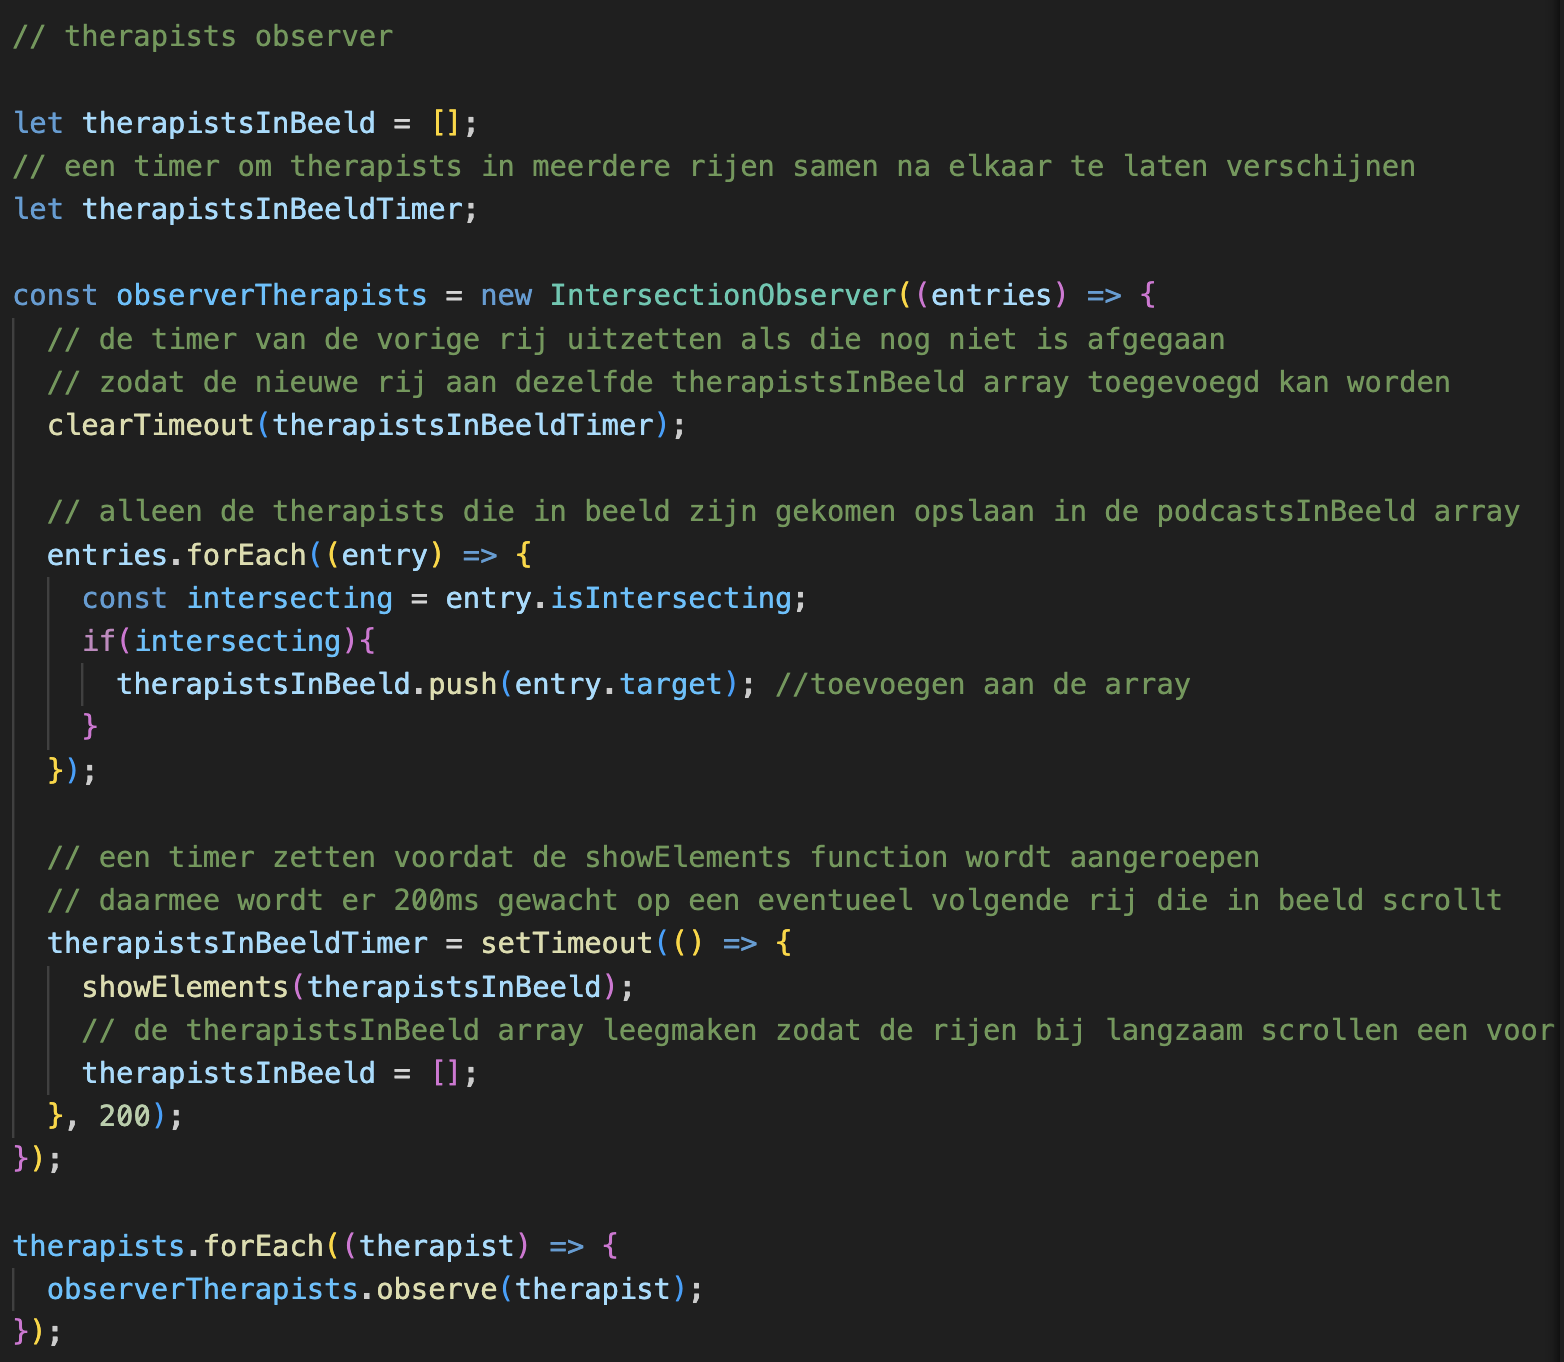 // therapists observer
let therapistsInBeeld = [];
// een timer om therapists in meerdere rijen samen na elkaar te laten verschijnen
let therapistsInBeeldTimer;
const observerTherapists = new IntersectionObserver((entries) => {
// de timer van de vorige rij uitzetten als die nog niet is afgegaan
// zodat de nieuwe rij aan dezelfde therapistsInBeeld array toegevoegd kan worden
clearTimeout(therapistsInBeeldTimer);
// alleen de therapists die in beeld zijn gekomen opslaan in de podcastsInBeeld array
entries.forEach((entry) => {
const intersecting = entry.isIntersecting;
if(intersecting){
therapistsInBeeld.push(entry.target); //toevoegen aan de array
}
});
// een timer zetten voordat de showElements function wordt aangeroepen
// daarmee wordt er 200ms gewacht op een eventueel volgende rij die in beeld scrollt
therapistsInBeeldTimer = setTimeout(() => {
showElements(therapistsInBeeld);
// de therapistsInBeeld array leegmaken zodat de rijen bij langzaam scrollen een voor
therapistsInBeeld = [];
}, 200);
});
therapists.forEach((therapist) => {
observerTherapists.observe(therapist);
});